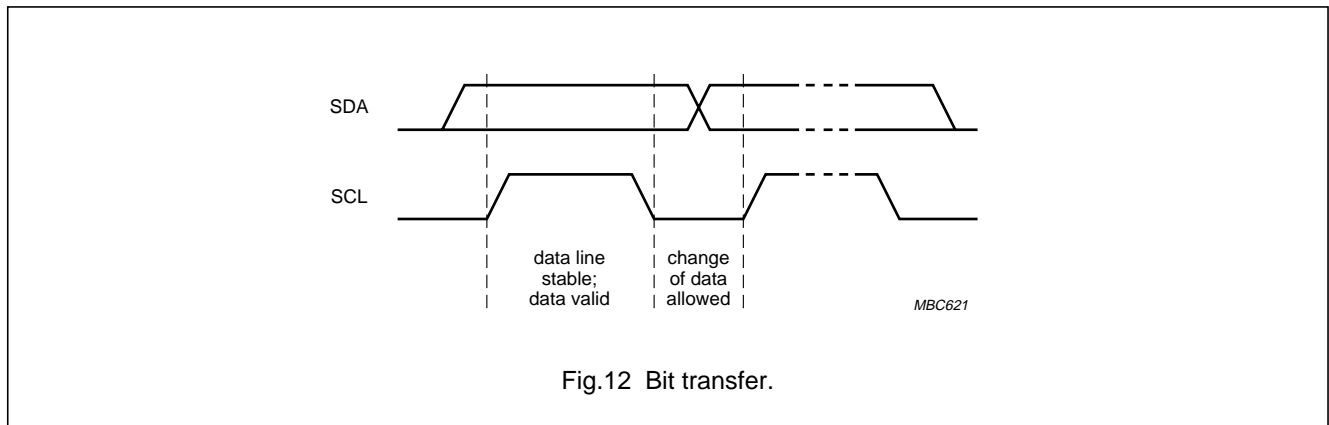 SDA
SCL
data line
stable;
data valid
change
of data
allowed
MBC621
Fig.12 Bit transfer.